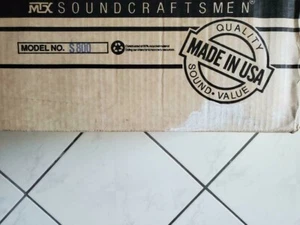 MTX SOUNDCRAFTSMEN
MODEL NO. S800
QUALITY
MADE IN USA
SOUND • VALUE